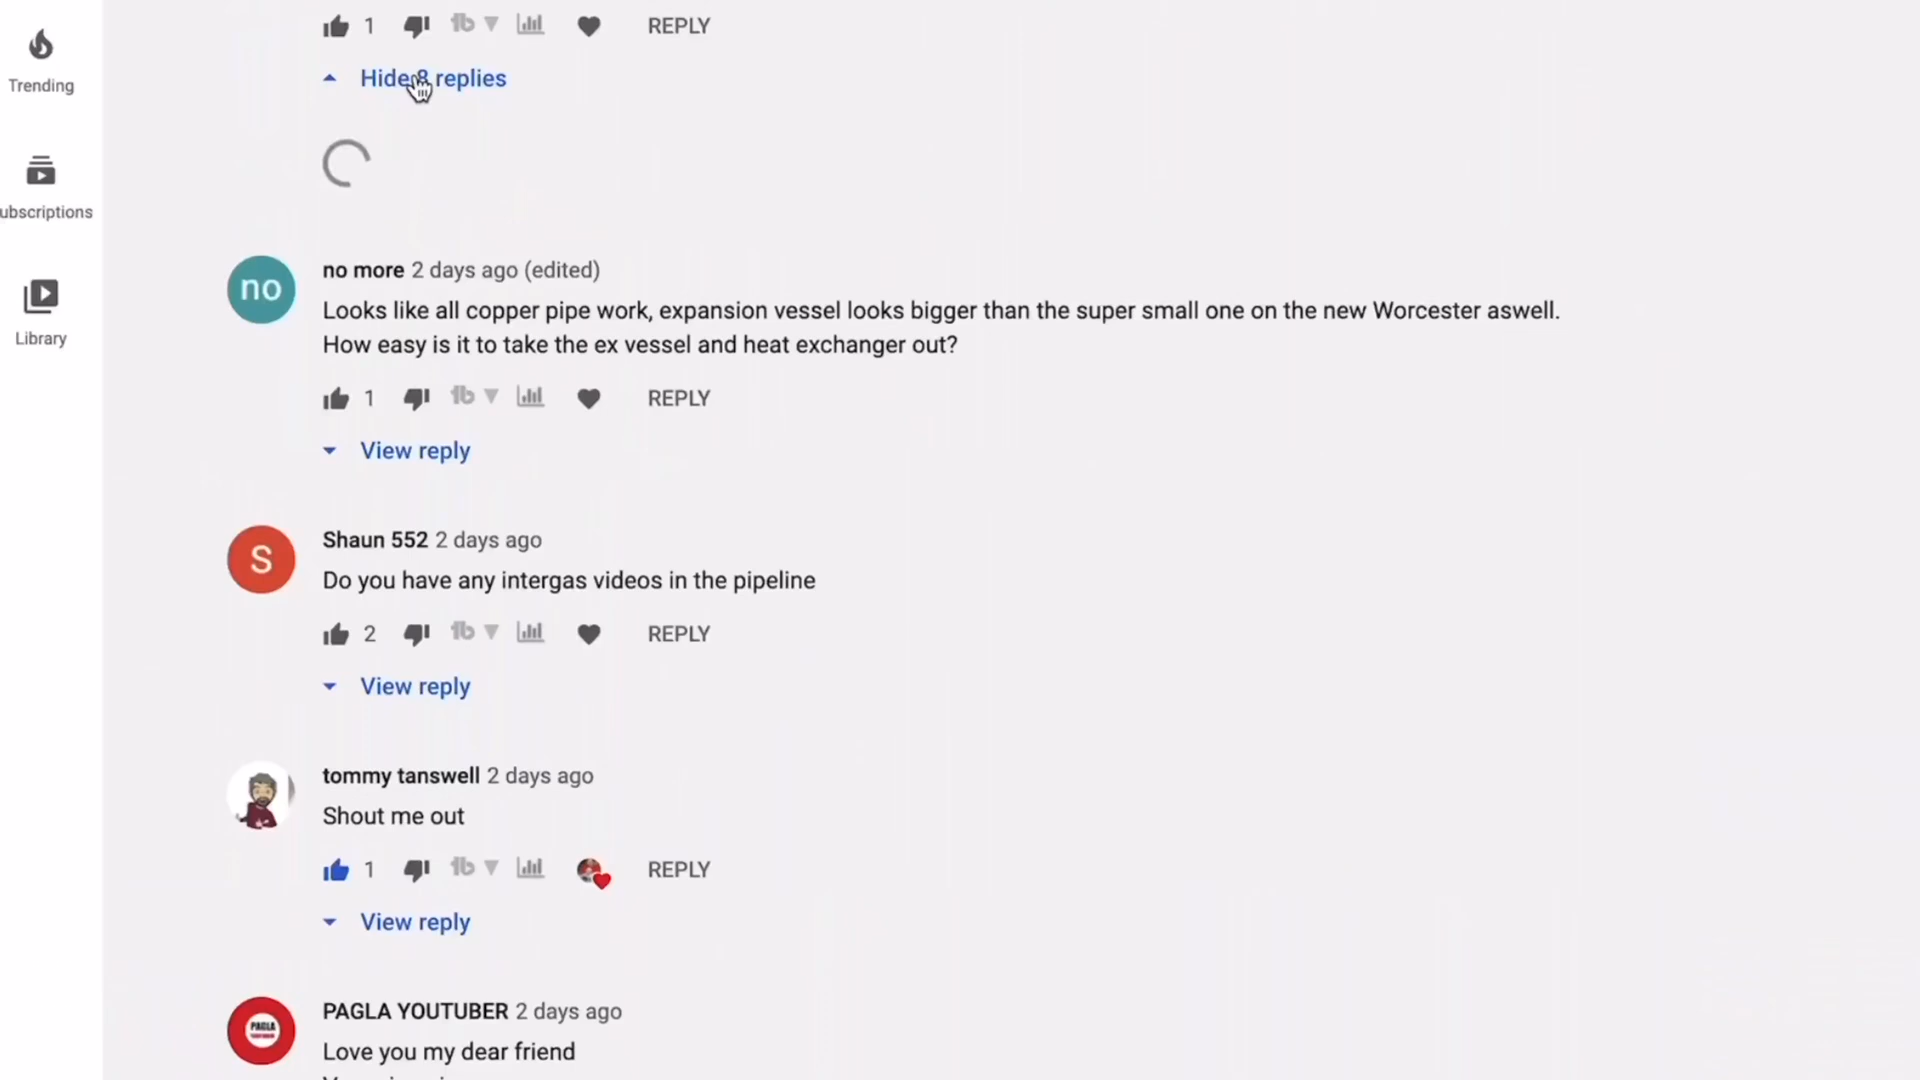 1 REPLY
Trending
Hide 8 replies
ubscriptions
no
no more 2 days ago (edited)
Looks like all copper pipe work, expansion vessel looks bigger than the super small one on the new Worcester aswell.
Library
How easy is it to take the ex vessel and heat exchanger out?
1 REPLY
View reply
S
Shaun 552 2 days ago
Do you have any intergas videos in the pipeline
2 REPLY
View reply
tommy tanswell 2 days ago
Shout me out
1 REPLY
View reply
PAGLA
PAGLA YOUTUBER 2 days ago
Love you my dear friend